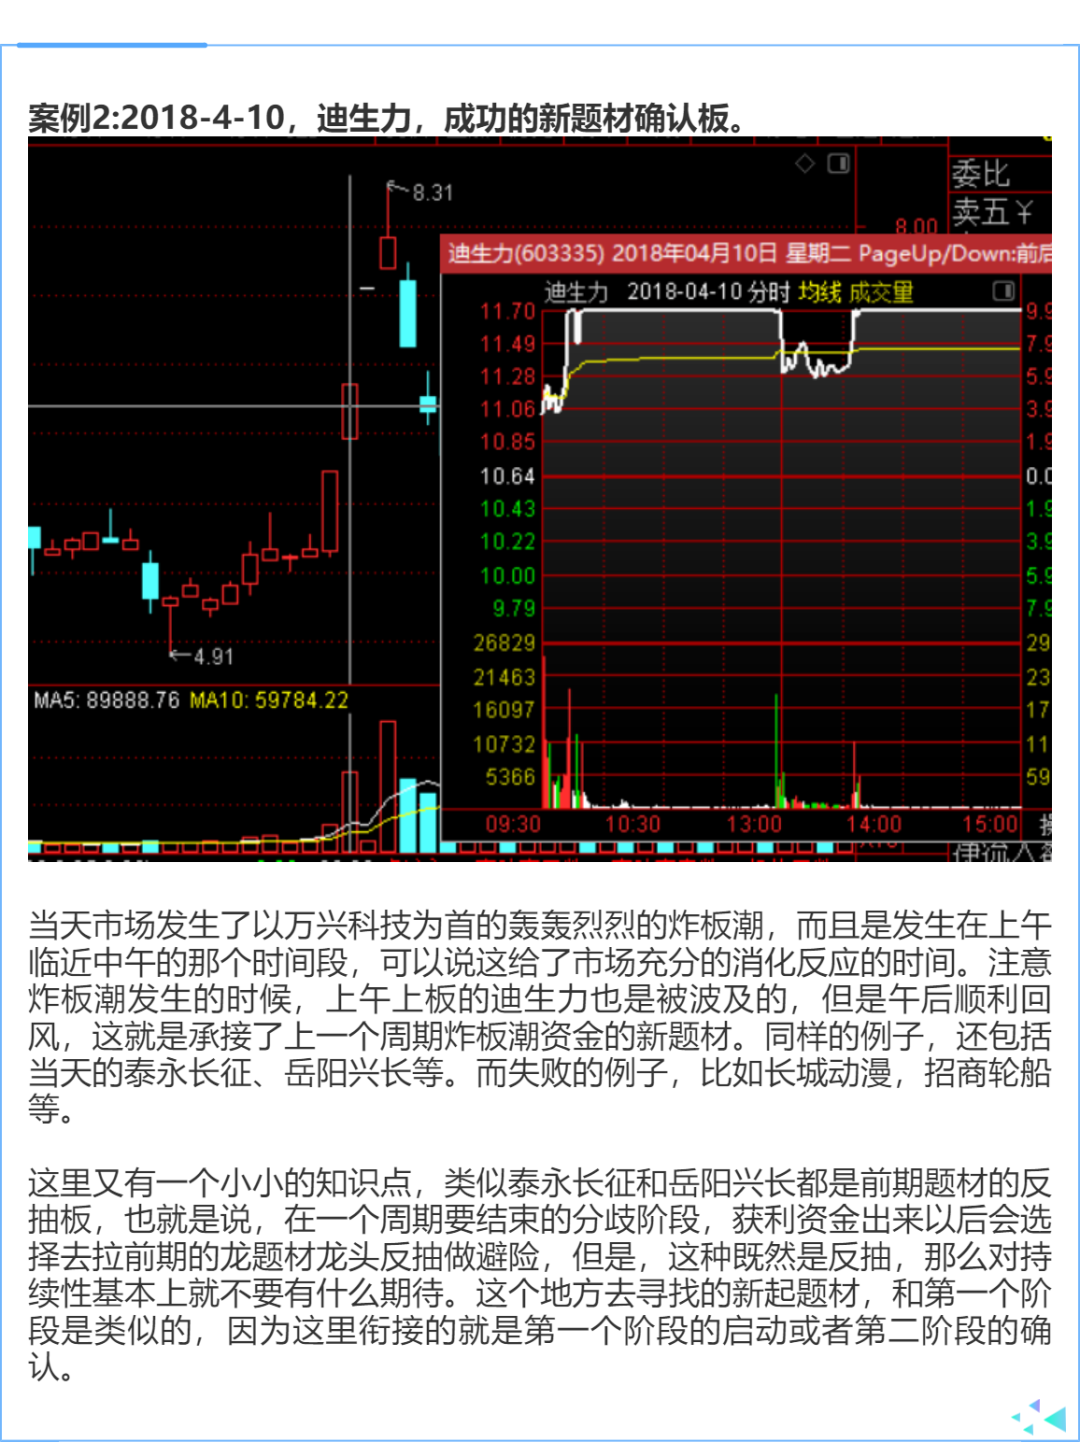 案例2:2018-4-10，迪生力，成功的新题材确认板。
8.31
委比
卖五￥
8.00
迪生力(603335) 2018年04月10日 星期二 PageUp/Down:前后
迪生力 2018-04-10 分时 均线 成交量
11.70 9.9
11.49 7.9
11.28 5.9
11.06 3.9
10.85 1.9
10.64 0.0
10.43 1.9
10.22 3.9
10.00 5.9
9.79 7.9
26829 29
21463 23
16097 17
10732 11
5366 59
4.91
MA5: 89888.76 MA10: 59784.22
09:30 10:30 13:00 14:00 15:00
当天市场发生了以万兴科技为首的轰轰烈烈的炸板潮，而且是发生在上午
临近中午的那个时间段，可以说这给了市场充分的消化反应的时间。注意
炸板潮发生的时候，上午上板的迪生力也是被波及的，但是午后顺利回
风，这就是承接了上一个周期炸板潮资金的新题材。同样的例子，还包括
当天的泰永长征、岳阳兴长等。而失败的例子，比如长城动漫，招商轮船
等。
这里又有一个小小的知识点，类似泰永长征和岳阳兴长都是前期题材的反
抽板，也就是说，在一个周期要结束的分歧阶段，获利资金出来以后会选
择去拉前期的龙题材龙头反抽做避险，但是，这种既然是反抽，那么对持
续性基本上就不要有什么期待。这个地方去寻找的新起题材，和第一个阶
段是类似的，因为这里衔接的就是第一个阶段的启动或者第二阶段的确
认。